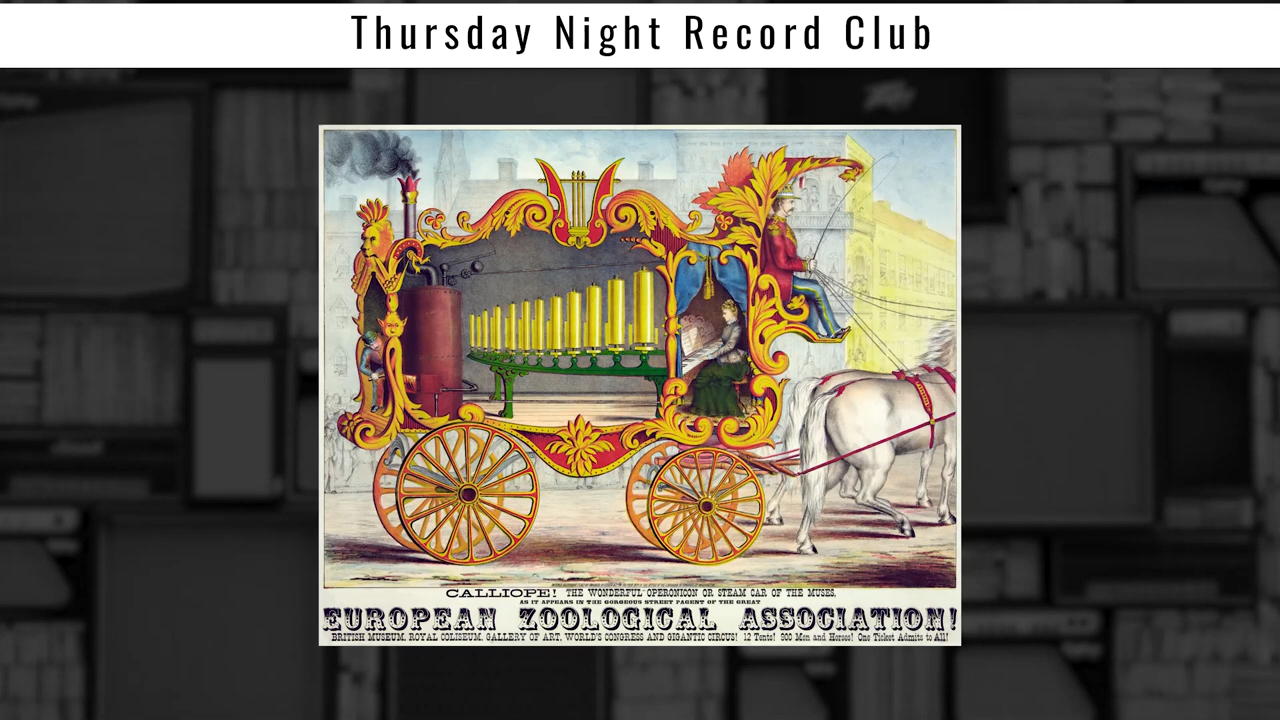 Thursday Night Record Club
CALLIOPE! THE WONDERFUL OPERONICON OR STEAM CAR OF THE MUSES,
AS IT APPEARS IN THE GORGEOUS STREET PAGENT OF THE GREAT
EUROPEAN ZOOLOGICAL ASSOCIATION!
BRITISH MUSEUM, ROYAL COLISEUM, GALLERY OF ART, WORLD'S CONGRESS AND GIGANTIC CIRCUS! 12 Tents! 900 Men and Horses! One Ticket Admits to All!